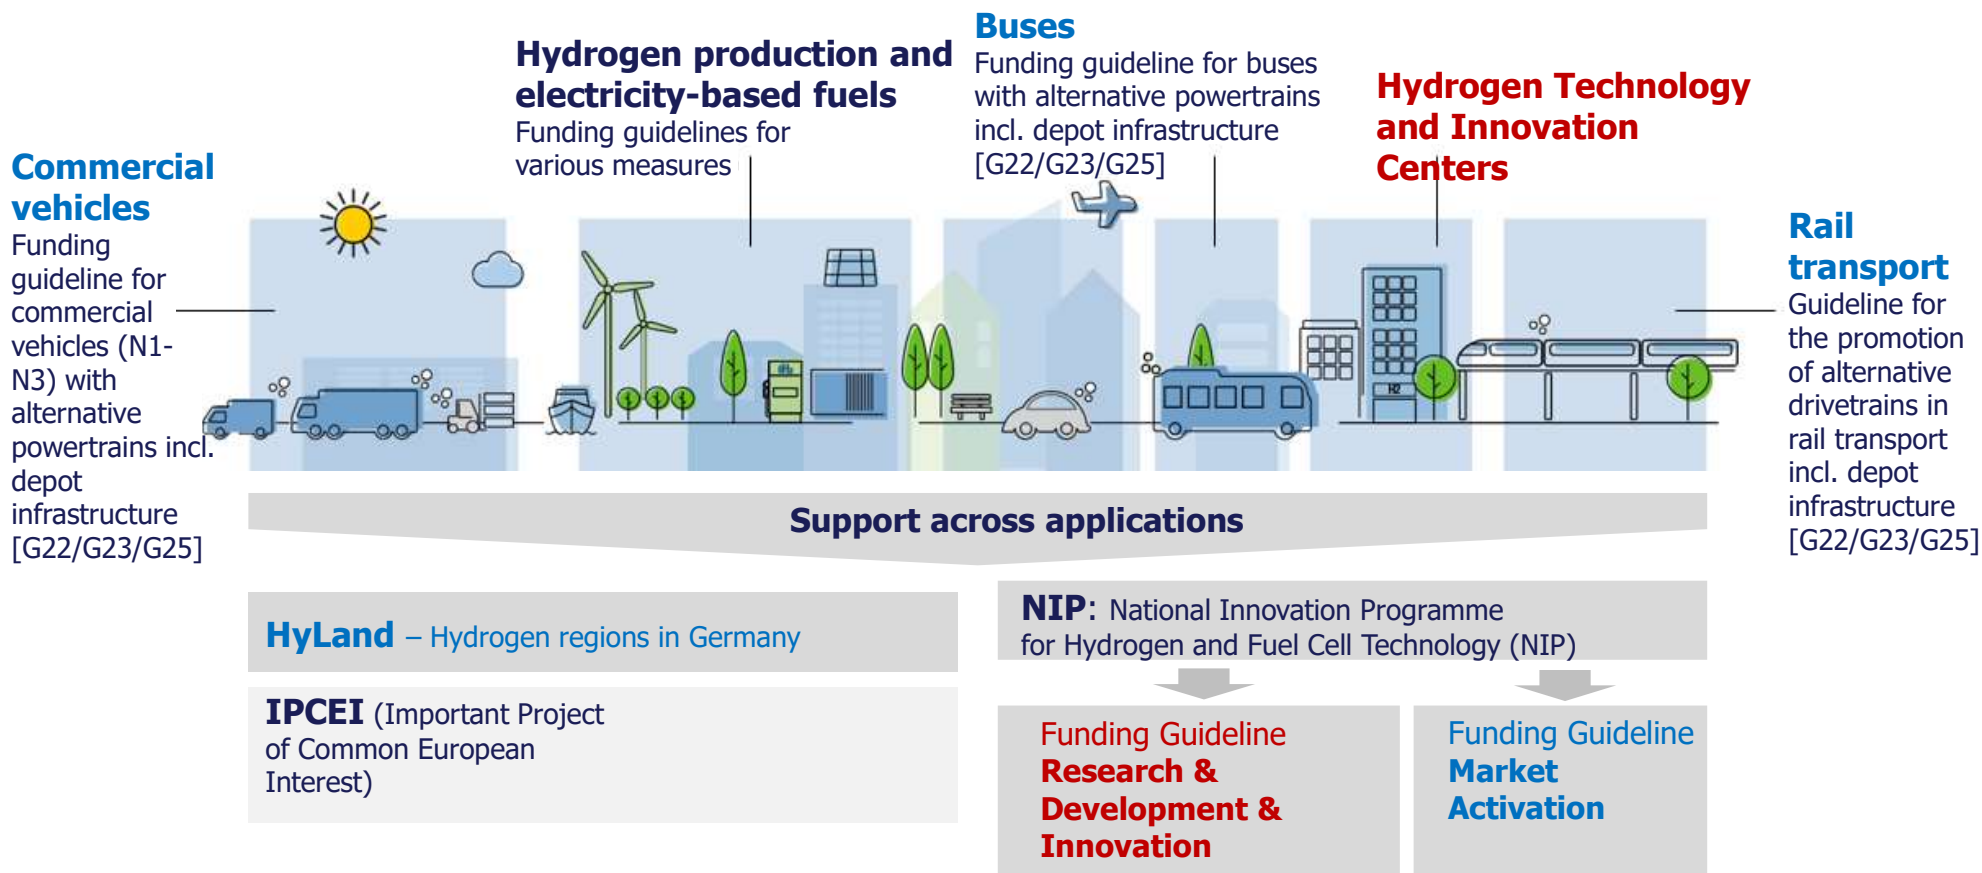 Buses
Funding guideline for buses
with alternative powertrains
incl. depot infrastructure
[G22/G23/G25]
Hydrogen production and
electricity-based fuels
Funding guidelines for
various measures
Hydrogen Technology
and Innovation
Centers
Commercial
vehicles
Funding
guideline for
commercial
vehicles (N1-
N3) with
alternative
powertrains incl.
depot
infrastructure
[G22/G23/G25]
Rail
transport
Guideline for
the promotion
of alternative
drivetrains in
rail transport
incl. depot
infrastructure
[G22/G23/G25]
H2
Support across applications
HyLand – Hydrogen regions in Germany
IPCEI (Important Project
of Common European
Interest)
NIP: National Innovation Programme
for Hydrogen and Fuel Cell Technology (NIP)
Funding Guideline
Research &
Development &
Innovation
Funding Guideline
Market
Activation